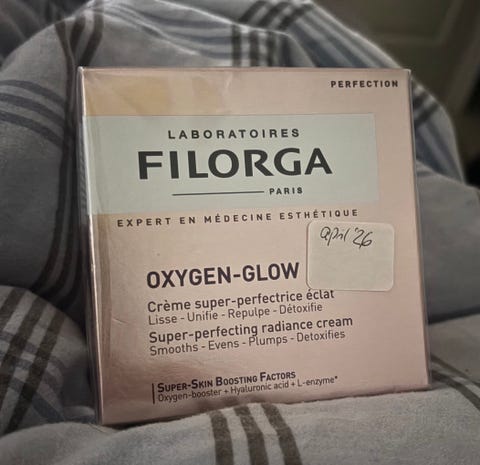 PERFECTION
LABORATOIRES
FILORGA
PARIS
EXPERT EN MÉDECINE ESTHÉTIQUE
april '26
OXYGEN-GLOW
Crème super-perfectrice éclat
Lisse - Unifie - Repulpe - Détoxifie
Super-perfecting radiance cream
Smooths - Evens - Plumps - Detoxifies
SUPER-SKIN BOOSTING FACTORS
Oxygen-booster + Hyaluronic acid + L-enzyme*